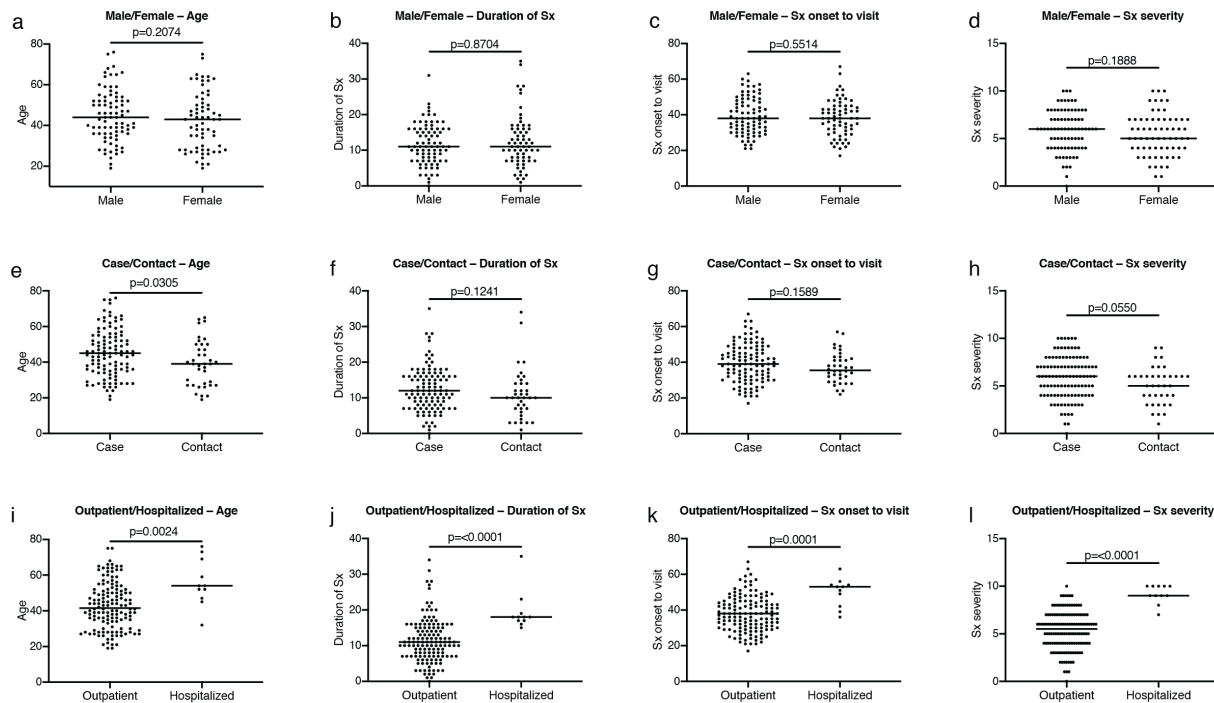 a
Male/Female – Age
p=0.2074
80
60
40
20
Age
Male
Female
b
Male/Female – Duration of Sx
p=0.8704
40
30
20
10
0
Duration of Sx
Male
Female
c
Male/Female – Sx onset to visit
p=0.5514
80
60
40
20
0
Sx onset to visit
Male
Female
d
Male/Female – Sx severity
p=0.1888
15
10
5
0
Sx severity
Male
Female
e
Case/Contact – Age
p=0.0305
80
60
40
20
0
Age
Case
Contact
f
Case/Contact – Duration of Sx
p=0.1241
40
30
20
10
0
Duration of Sx
Case
Contact
g
Case/Contact – Sx onset to visit
p=0.1589
80
60
40
20
0
Sx onset to visit
Case
Contact
h
Case/Contact – Sx severity
p=0.0550
15
10
5
0
Sx severity
Case
Contact
i
Outpatient/Hospitalized – Age
p=0.0024
80
60
40
20
0
Age
Outpatient
Hospitalized
j
Outpatient/Hospitalized – Duration of Sx
p=<0.0001
40
30
20
10
0
Duration of Sx
Outpatient
Hospitalized
k
Outpatient/Hospitalized – Sx onset to visit
p=0.0001
80
60
40
20
0
Sx onset to visit
Outpatient
Hospitalized
l
Outpatient/Hospitalized – Sx severity
p=<0.0001
15
10
5
0
Sx severity
Outpatient
Hospitalized